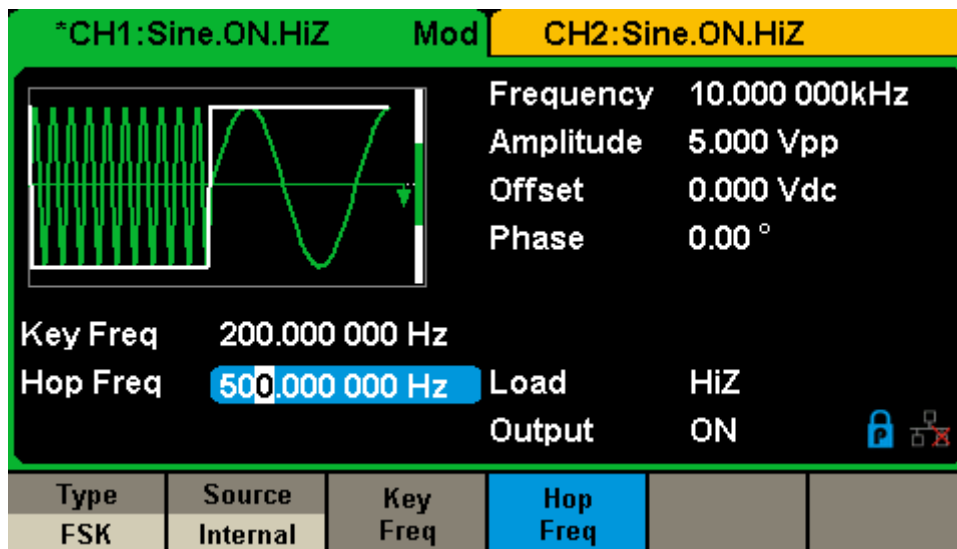 *CH1:Sine.ON.HiZ Mod CH2:Sine.ON.HiZ
Frequency 10.000 000kHz
Amplitude 5.000 Vpp
Offset 0.000 Vdc
Phase 0.00 °
Key Freq 200.000 000 Hz
Hop Freq 500.000 000 Hz Load HiZ
Output ON P
Type Source Key Freq Hop Freq
FSK Internal